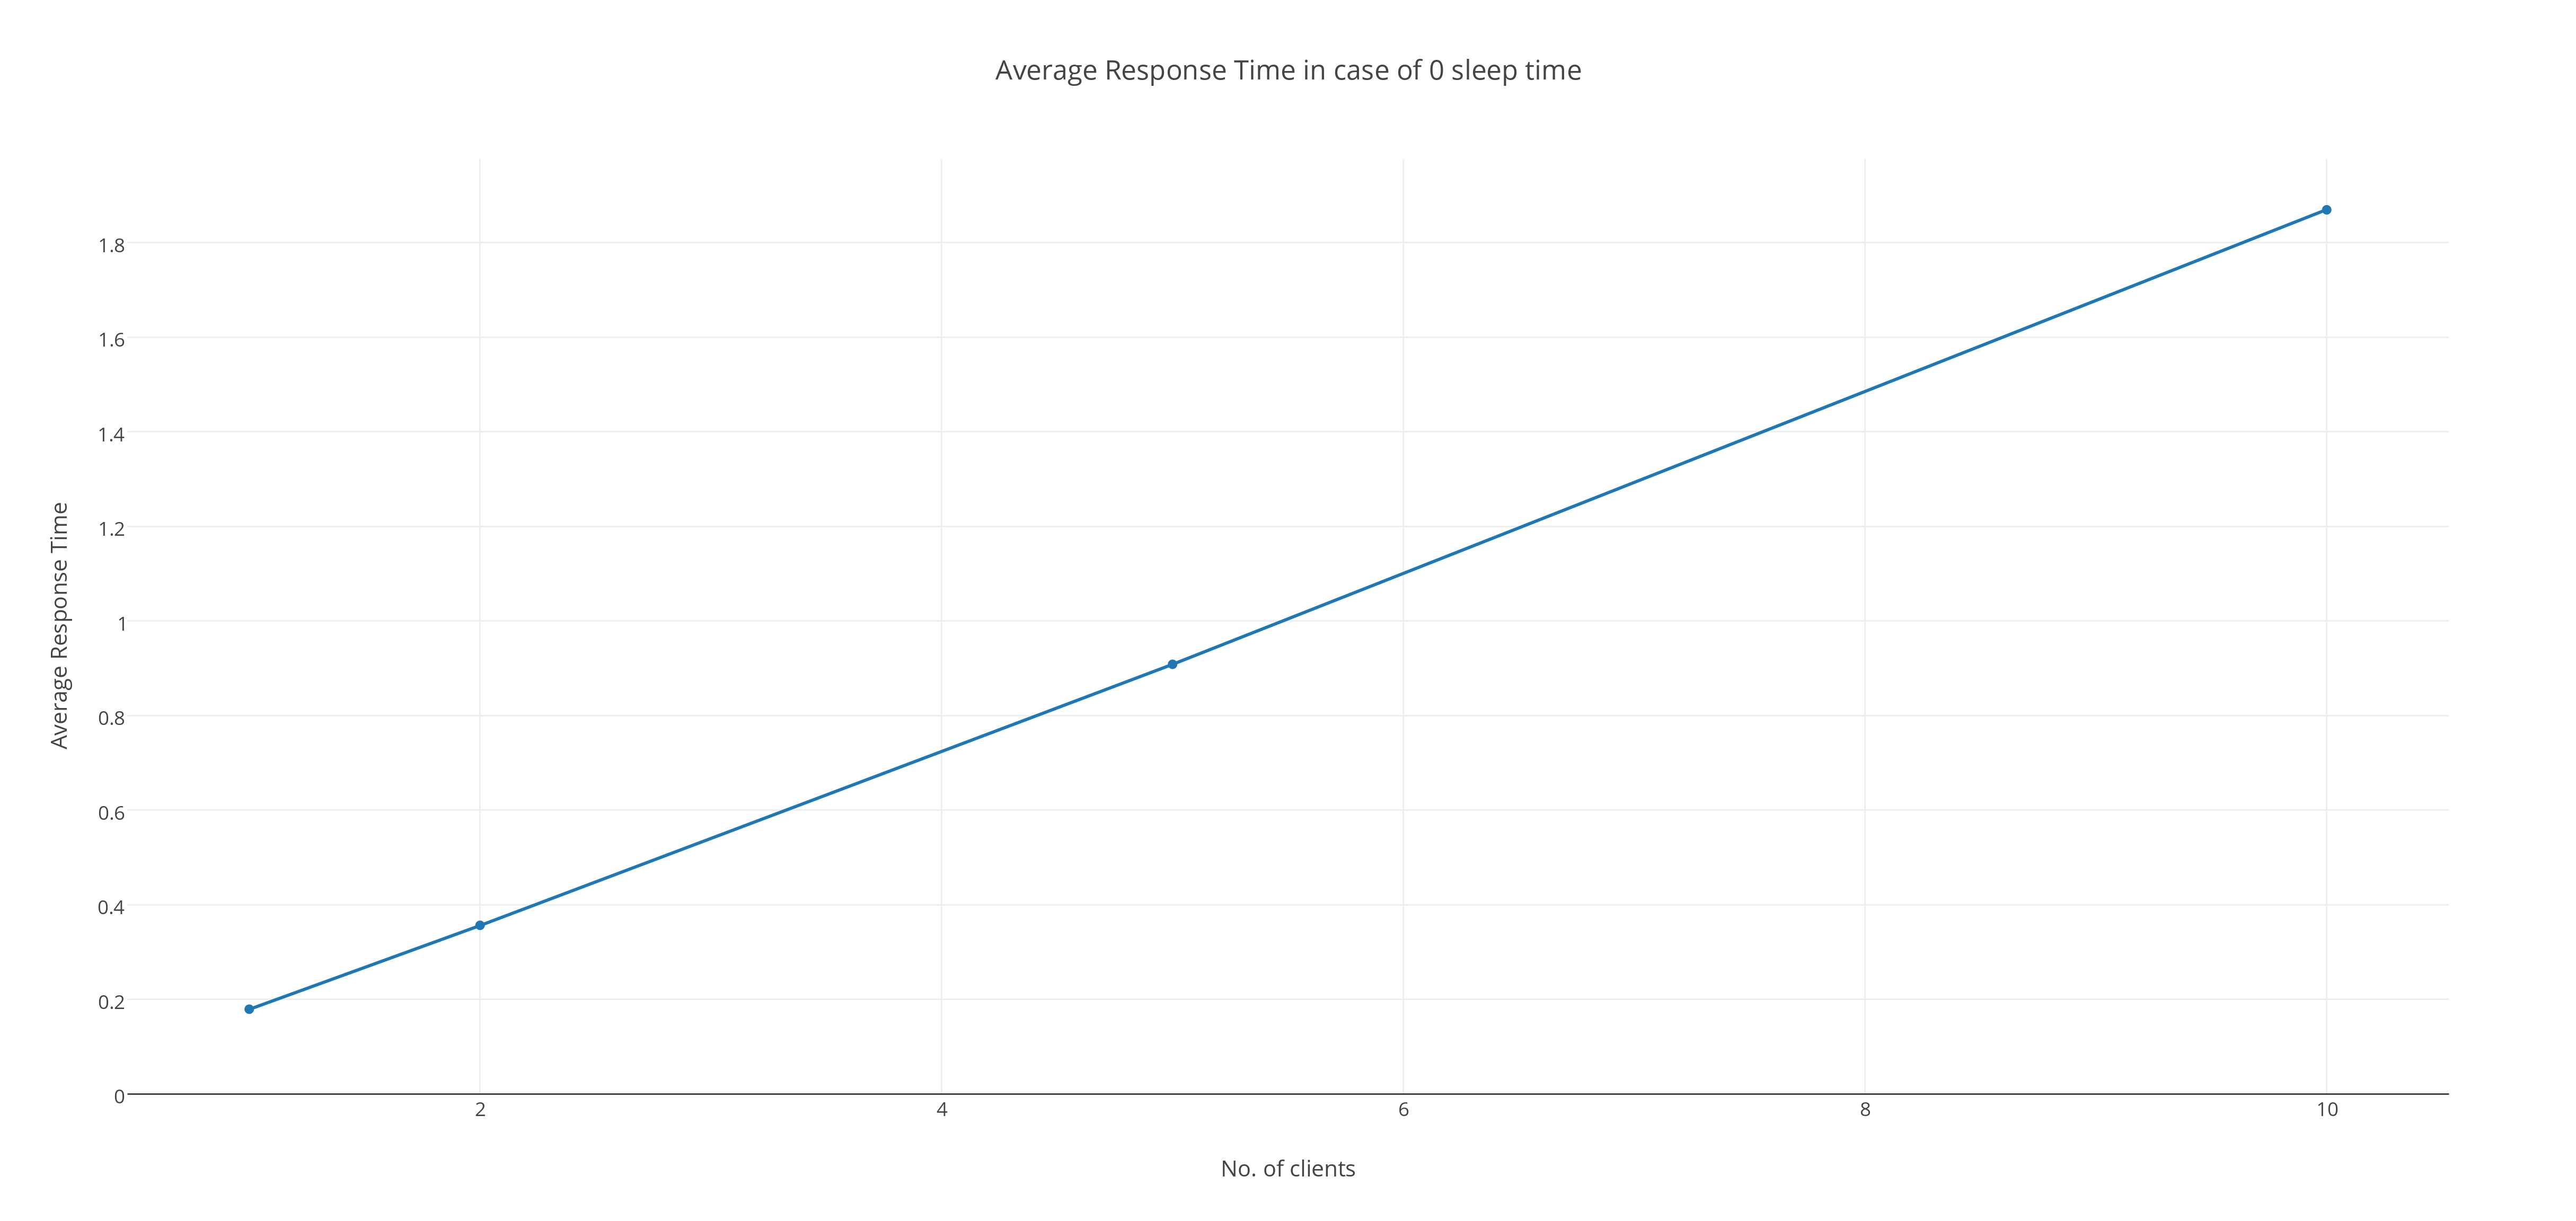 Average Response Time in case of 0 sleep time
1.8
1.6
1.4
1.2
1
0.8
0.6
0.4
0.2
0
Average Response Time
2 4 6 8 10
No. of clients